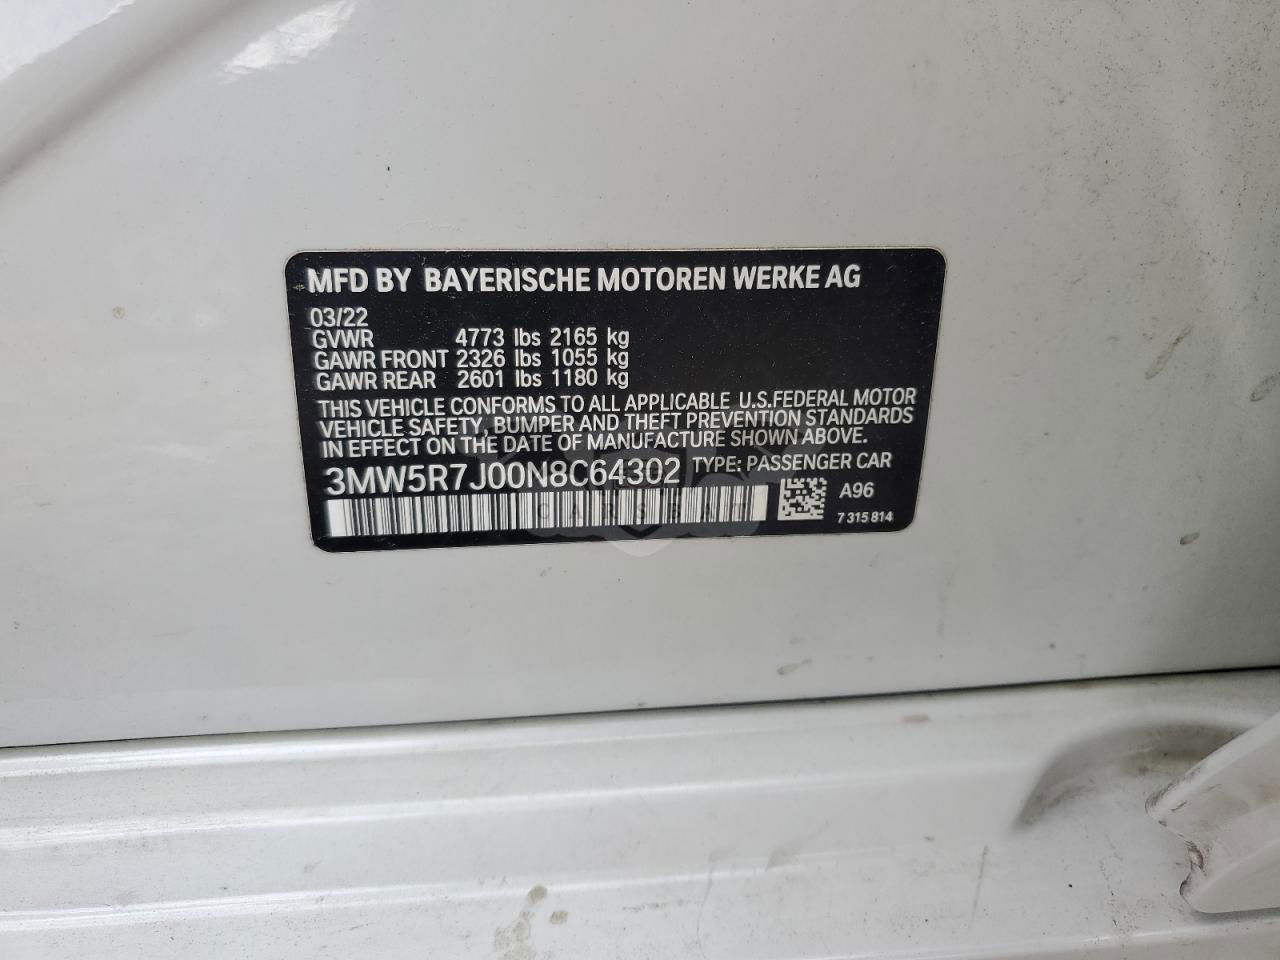 MFD BY BAYERISCHE MOTOREN WERKE AG
03/22
GVWR 4773 lbs 2165 kg
GAWR FRONT 2326 lbs 1055 kg
GAWR REAR 2601 lbs 1180 kg
THIS VEHICLE CONFORMS TO ALL APPLICABLE U.S.FEDERAL MOTOR
VEHICLE SAFETY, BUMPER AND THEFT PREVENTION STANDARDS
IN EFFECT ON THE DATE OF MANUFACTURE SHOWN ABOVE.
3MW5R7J00N8C64302 TYPE: PASSENGER CAR
A96
7 315 814